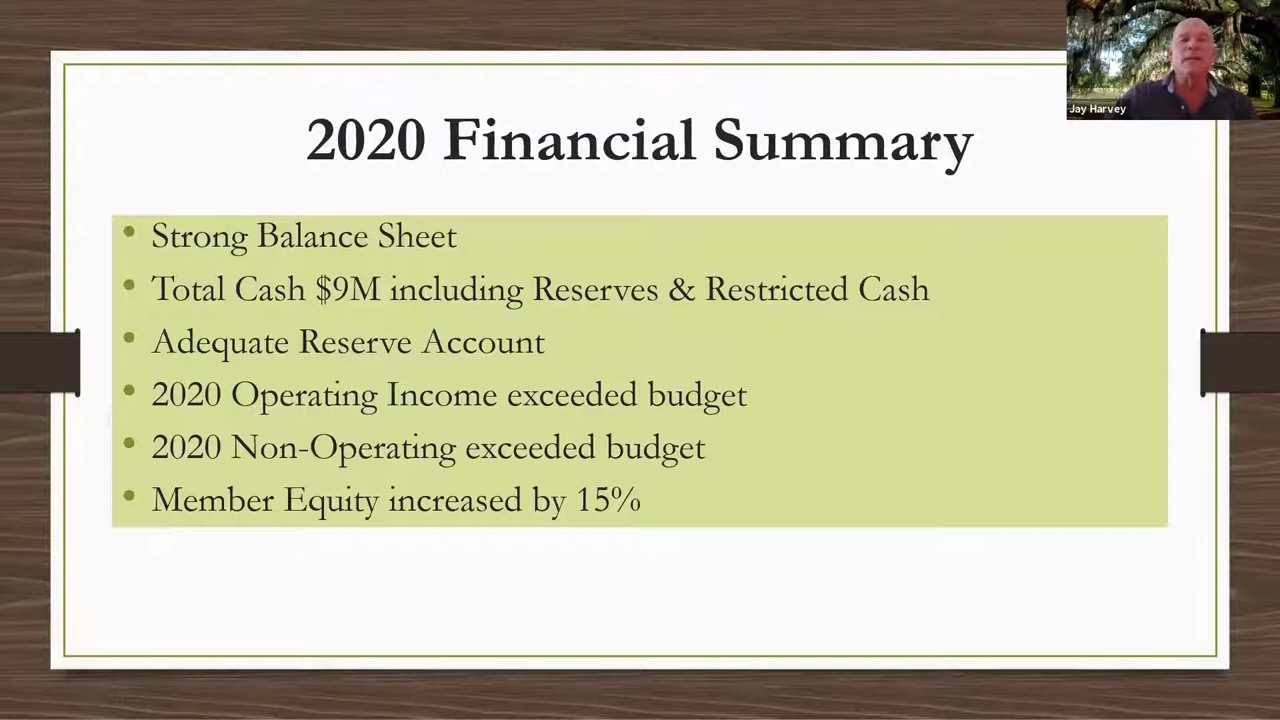 Jay Harvey
2020 Financial Summary
• Strong Balance Sheet
• Total Cash $9M including Reserves & Restricted Cash
• Adequate Reserve Account
• 2020 Operating Income exceeded budget
• 2020 Non-Operating exceeded budget
• Member Equity increased by 15%